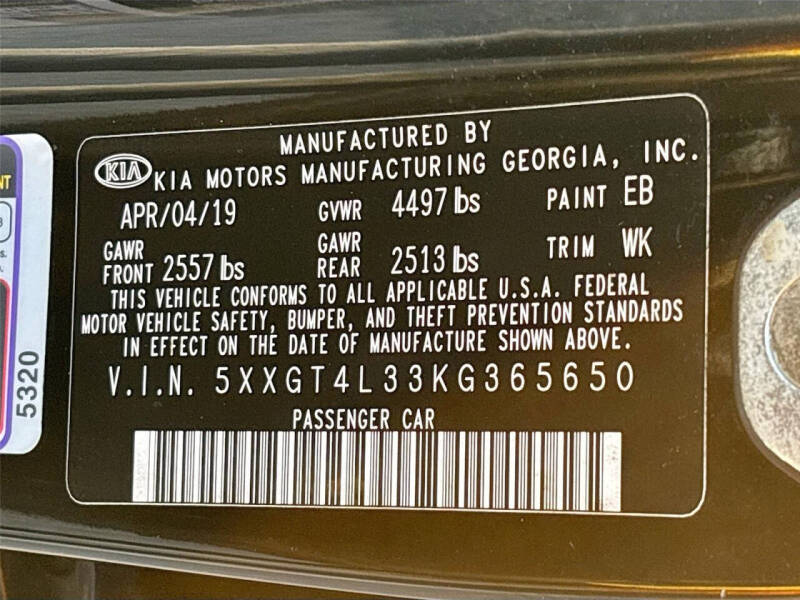 MANUFACTURED BY
KIA KIA MOTORS MANUFACTURING GEORGIA, INC.
APR/04/19 GVWR 4497 lbs PAINT EB
GAWR FRONT 2557 lbs GAWR REAR 2513 lbs TRIM WK
THIS VEHICLE CONFORMS TO ALL APPLICABLE U.S.A. FEDERAL
MOTOR VEHICLE SAFETY, BUMPER, AND THEFT PREVENTION STANDARDS
IN EFFECT ON THE DATE OF MANUFACTURE SHOWN ABOVE.
V.I.N. 5XXGT4L33KG365650
PASSENGER CAR
5320